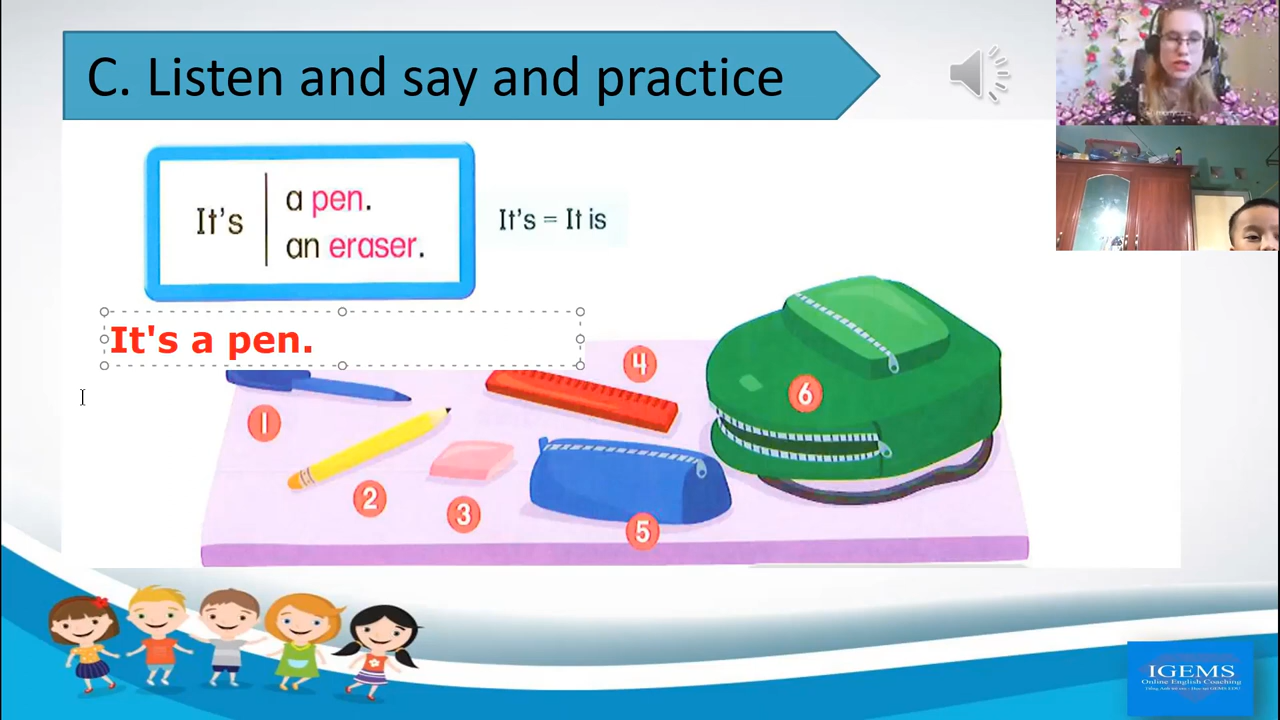 C. Listen and say and practice
It's
a pen.
an eraser.
It's = It is
It's a pen.
1
2
3
4
5
6
IGEMS
Online English Coaching